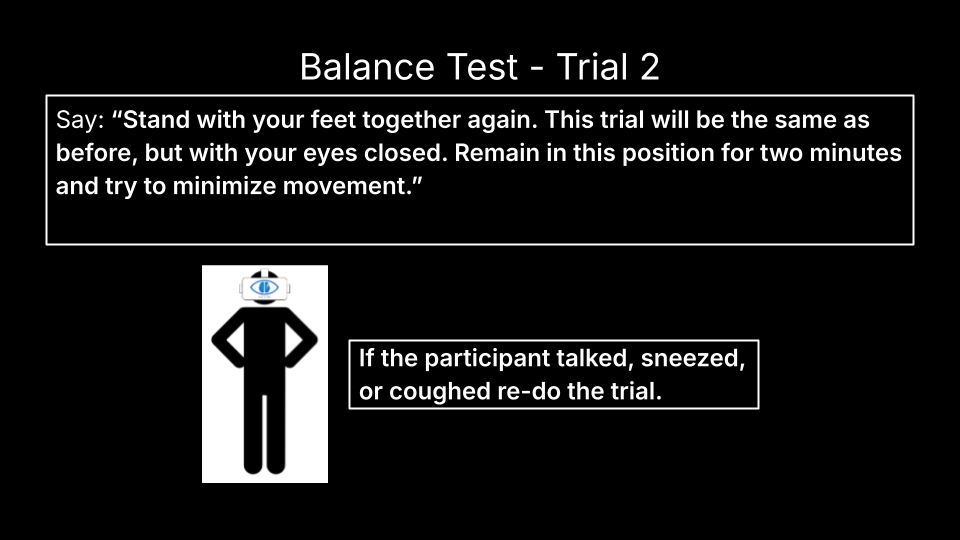 Balance Test - Trial 2
Say: “Stand with your feet together again. This trial will be the same as
before, but with your eyes closed. Remain in this position for two minutes
and try to minimize movement.”
If the participant talked, sneezed,
or coughed re-do the trial.